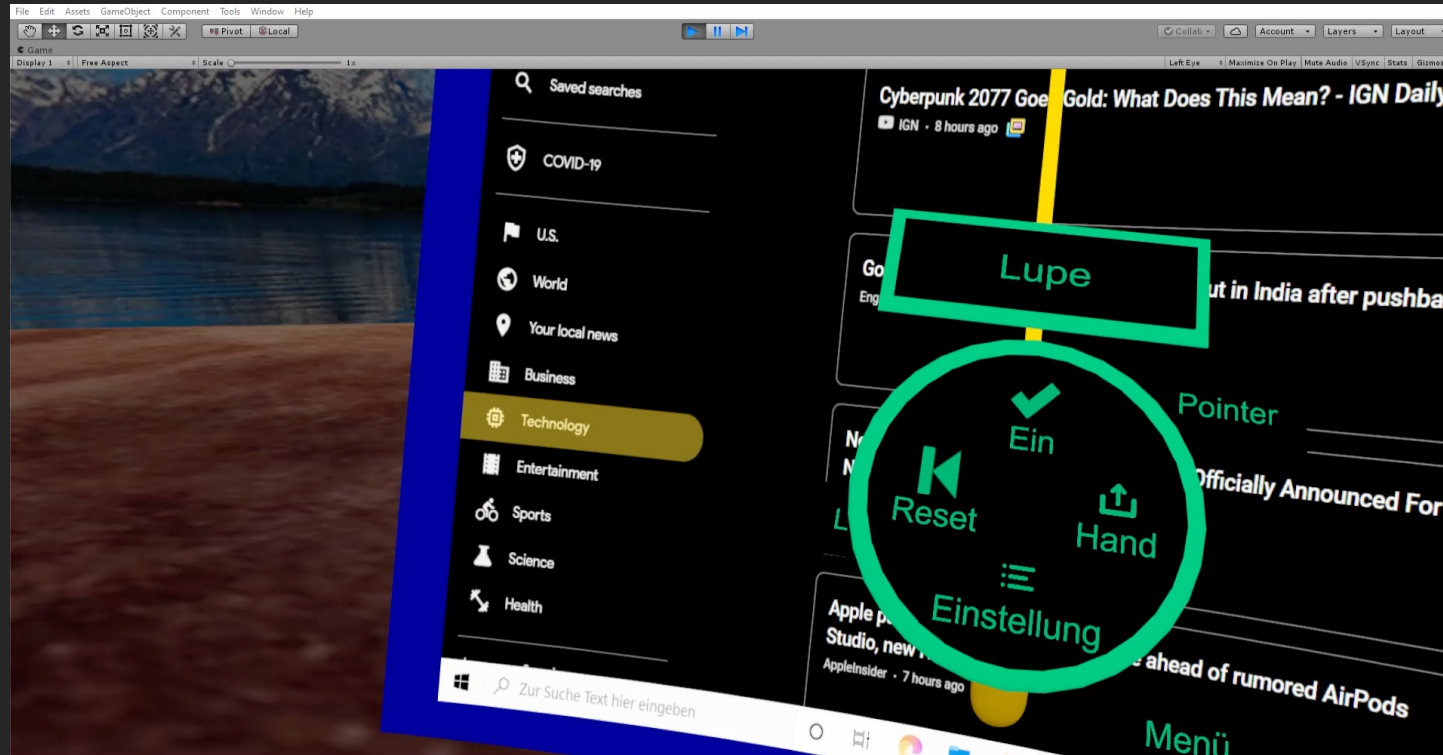 File Edit Assets GameObject Component Tools Window Help
Pivot Local
Collab Account Layers Layout
Game
Display 1 Free Aspect Scale 1x
Left Eye Maximize On Play Mute Audio VSync Stats Gizmos
Saved searches
COVID-19
U.S.
World
Your local news
Business
Technology
Entertainment
Sports
Science
Health
Zur Suche Text hier eingeben
Cyberpunk 2077 Goe Gold: What Does This Mean? - IGN Daily
IGN • 8 hours ago
Lupe
Go ut in India after pushba
Eng
Pointer
Ein
Reset
Hand
Einstellung
Officially Announced For
Apple p
Studio, new ahead of rumored AirPods
AppleInsider • 7 hours ago
Menü